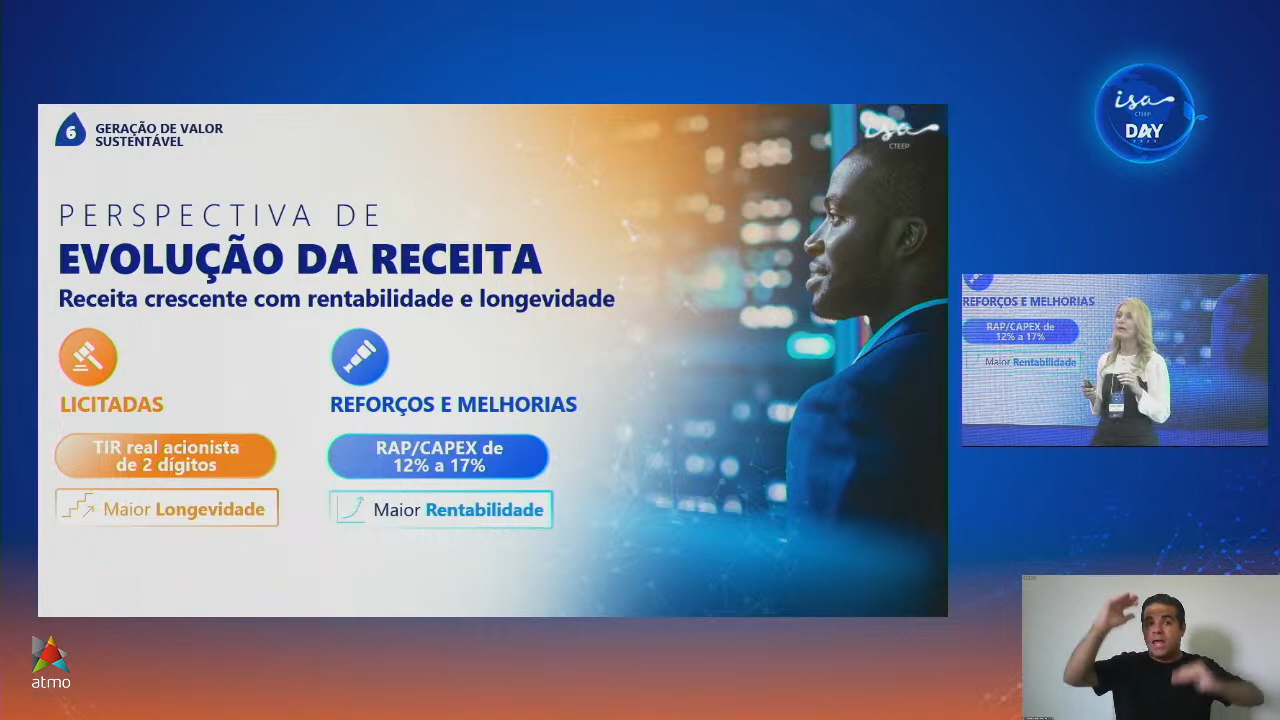 6
GERAÇÃO DE VALOR
SUSTENTÁVEL
isa
CTEEP
PERSPECTIVA DE
EVOLUÇÃO DA RECEITA
Receita crescente com rentabilidade e longevidade
LICITADAS
TIR real acionista
de 2 dígitos
Maior Longevidade
REFORÇOS E MELHORIAS
RAP/CAPEX de
12% a 17%
Maior Rentabilidade
isa
CTEEP
DAY
REFORÇOS E MELHORIAS
RAP/CAPEX de
12% a 17%
Maior Rentabilidade
atmo